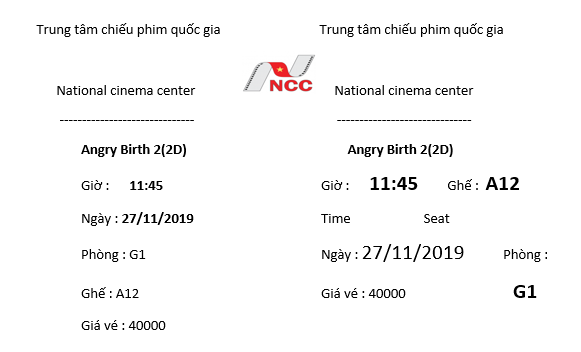 Trung tâm chiếu phim quốc gia
National cinema center
------------------------------
Angry Birth 2(2D)
Giờ : 11:45
Ngày : 27/11/2019
Phòng : G1
Ghế : A12
Giá vé : 40000
NCC
Trung tâm chiếu phim quốc gia
National cinema center
------------------------------
Angry Birth 2(2D)
Giờ : 11:45 Ghế : A12
Time Seat
Ngày : 27/11/2019 Phòng :
Giá vé : 40000 G1